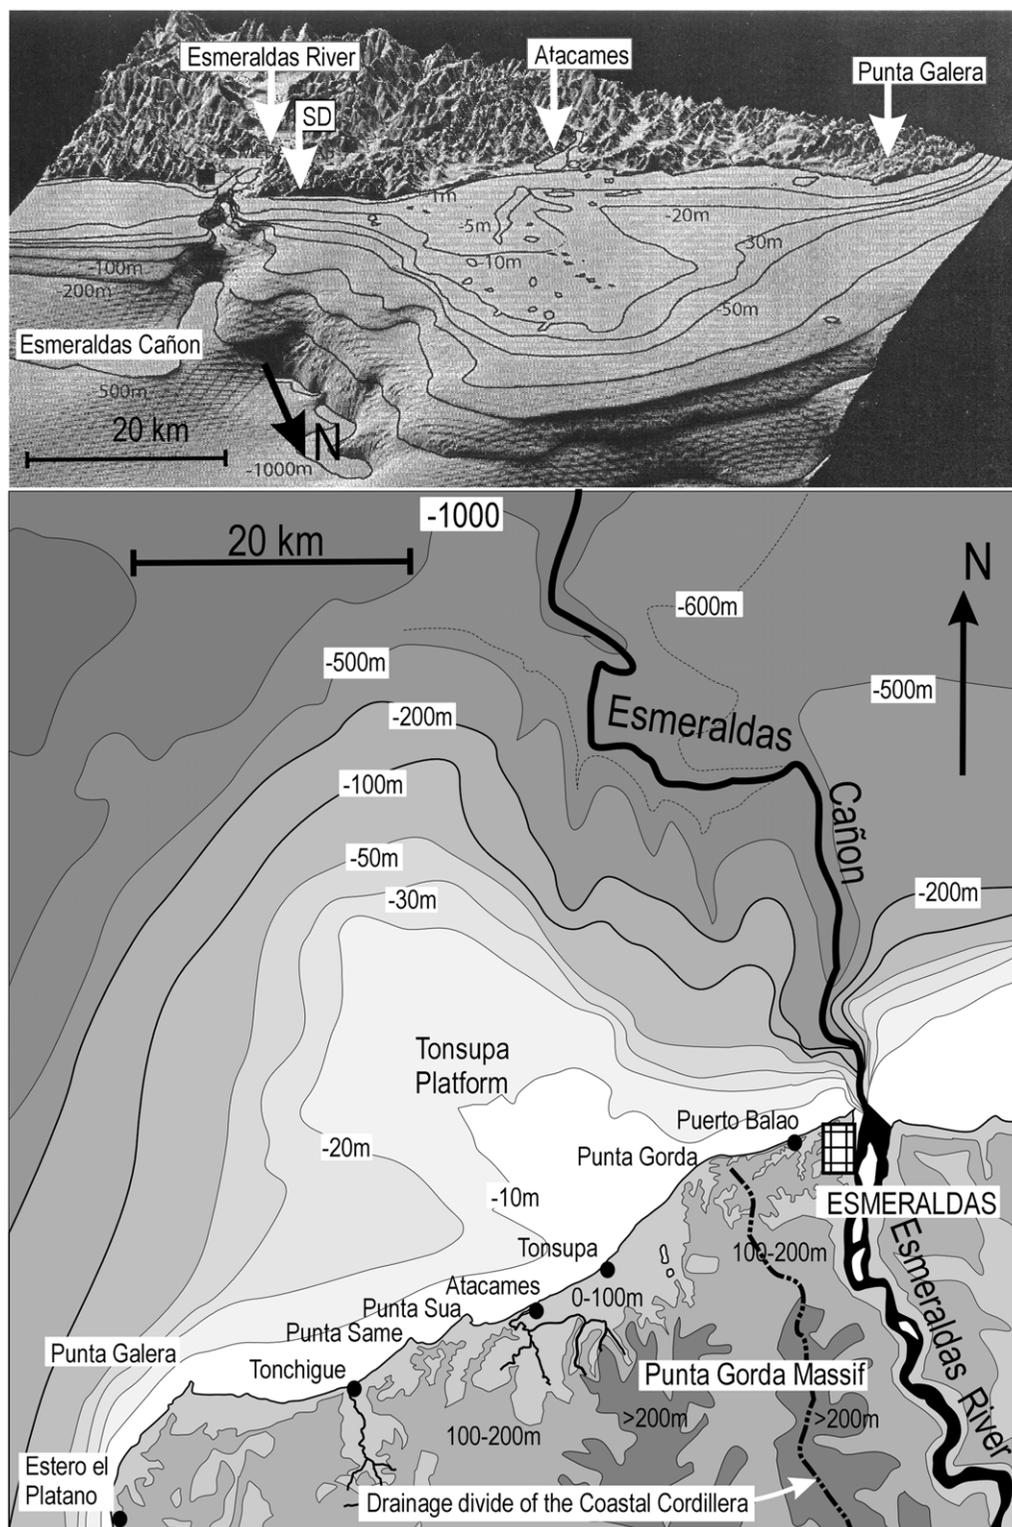 Esmeraldas River
Atacames
Punta Galera
SD
1m
-5m
-20m
-10m
30m
-50m
-100m
-200m
Esmeraldas Cañon
-500m
20 km
N
-1000m
-1000
20 km
N
-600m
-500m
-500m
-200m
Esmeraldas
-100m
Cañon
-50m
-30m
-200m
Tonsupa
Platform
Puerto Balao
-20m
Punta Gorda
-10m
ESMERALDAS
Tonsupa
100-200m
Esmeraldas River
Atacames
0-100m
Punta Sua
Punta Same
Punta Galera
Tonchigue
Punta Gorda Massif
>200m
>200m
100-200m
Estero el
Platano
Drainage divide of the Coastal Cordillera